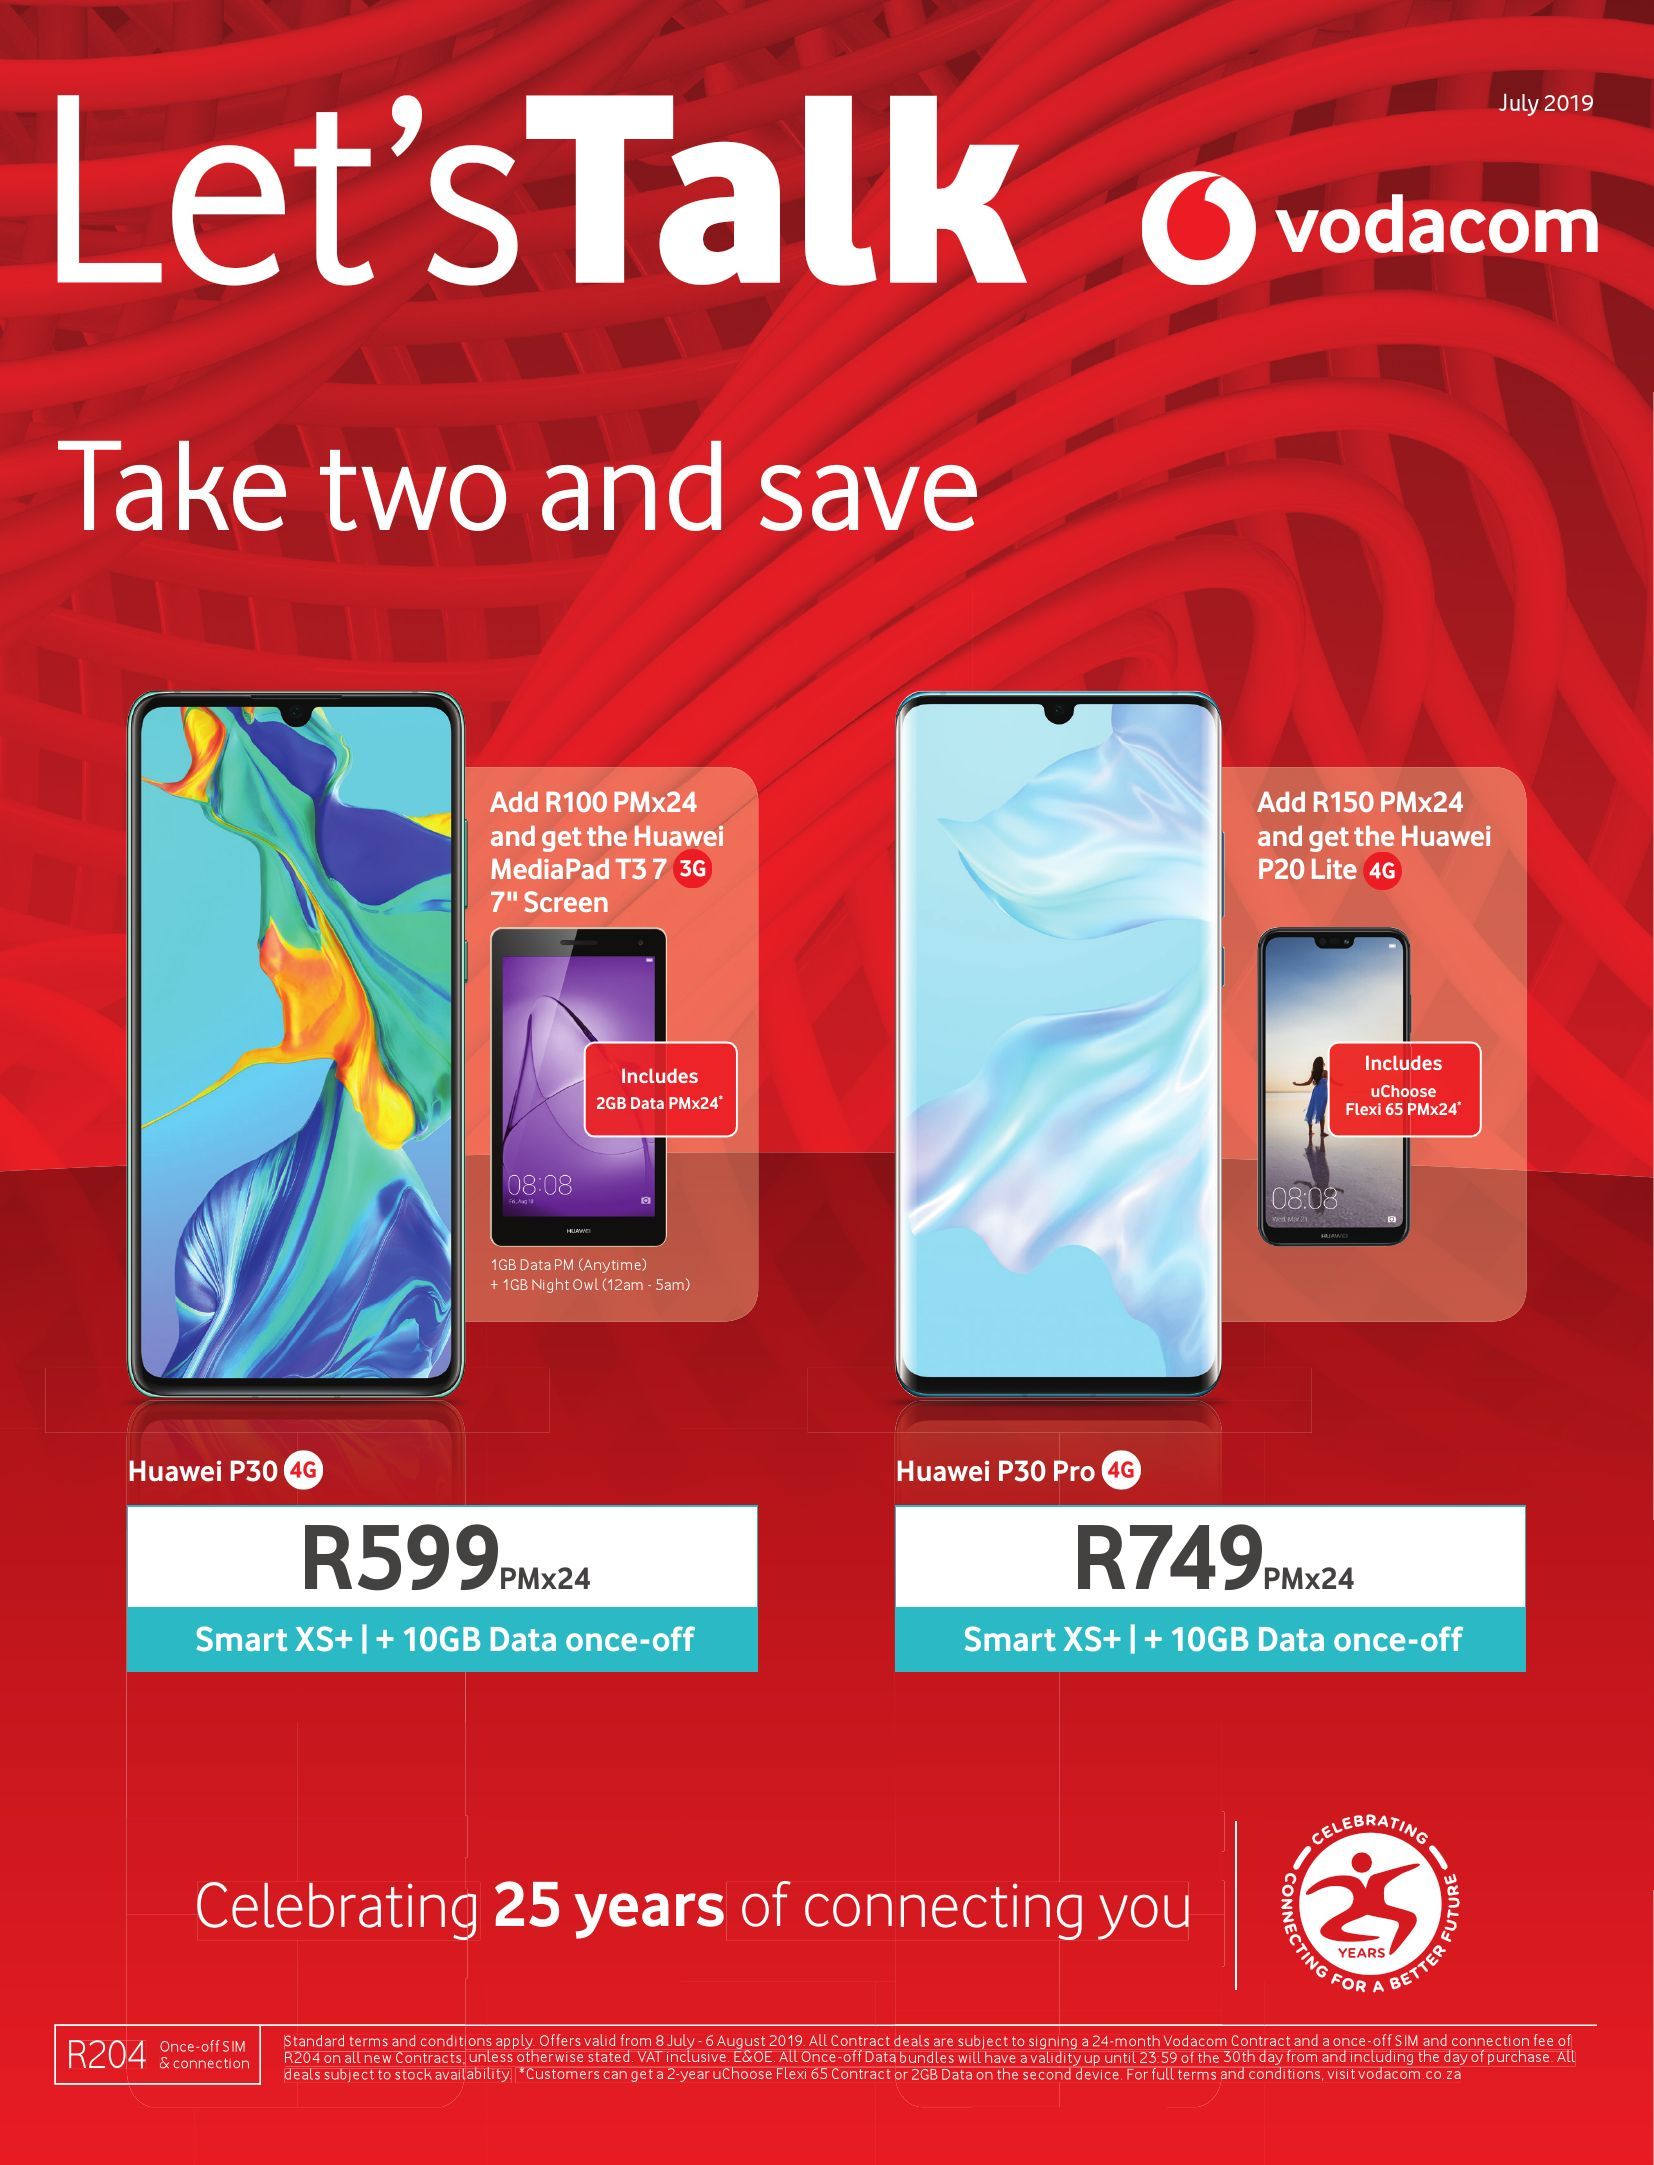 July 2019
Let'sTalk
vodacom
Take two and save
Add R100 PMx24
and get the Huawei
MediaPad T3 7 3G
7" Screen
Includes
2GB Data PMx24*
08:08
Fri, Aug 18
HUAWEI
1GB Data PM (Anytime)
+ 1GB Night Owl (12am - 5am)
Add R150 PMx24
and get the Huawei
P20 Lite 4G
Includes
uChoose
Flexi 65 PMx24*
08:08
Wed, Mar 21
HUAWEI
Huawei P30 4G
R599PMx24
Smart XS+ | + 10GB Data once-off
Huawei P30 Pro 4G
R749PMx24
Smart XS+ | + 10GB Data once-off
Celebrating 25 years of connecting you
CELEBRATING
YEARS
CONNECTING FOR A BETTER FUTURE
R204 Once-off SIM
& connection
Standard terms and conditions apply. Offers valid from 8 July - 6 August 2019. All Contract deals are subject to signing a 24-month Vodacom Contract and a once-off SIM and connection fee of
R204 on all new Contracts, unless otherwise stated. VAT inclusive. E&OE. All Once-off Data bundles will have a validity up until 23:59 of the 30th day from and including the day of purchase. All
deals subject to stock availability. *Customers can get a 2-year uChoose Flexi 65 Contract or 2GB Data on the second device. For full terms and conditions, visit vodacom.co.za